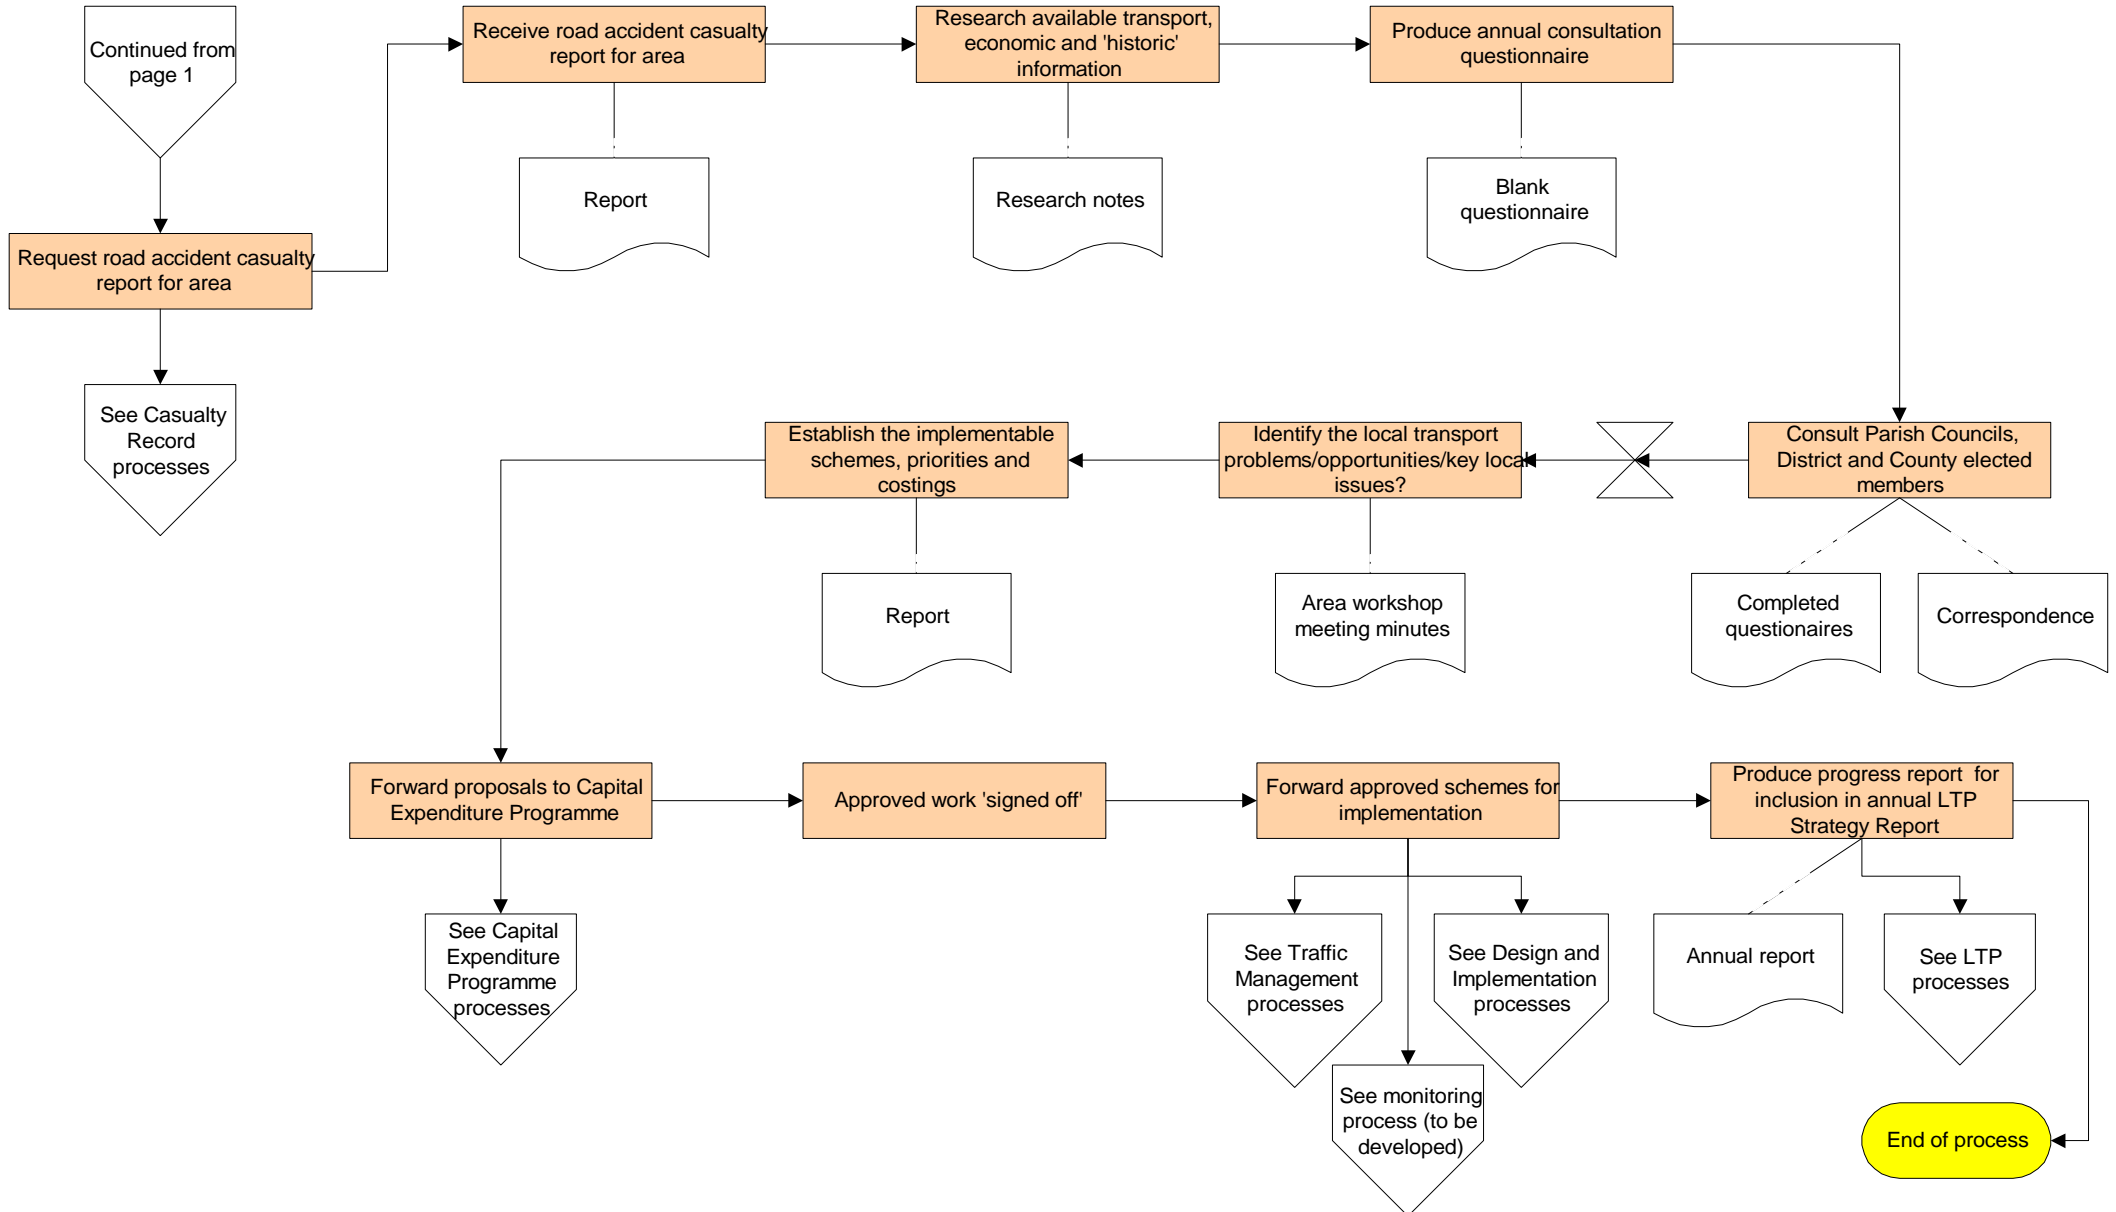 Continued from
page 1
Request road accident casualty
report for area
See Casualty
Record
processes
Receive road accident casualty
report for area
Report
Research available transport,
economic and 'historic'
information
Research notes
Produce annual consultation
questionnaire
Blank
questionnaire
Consult Parish Councils,
District and County elected
members
Completed
questionaires
Correspondence
Identify the local transport
problems/opportunities/key local
issues?
Area workshop
meeting minutes
Establish the implementable
schemes, priorities and
costings
Report
Forward proposals to Capital
Expenditure Programme
See Capital
Expenditure
Programme
processes
Approved work 'signed off'
Forward approved schemes for
implementation
See Traffic
Management
processes
See monitoring
process (to be
developed)
See Design and
Implementation
processes
Produce progress report for
inclusion in annual LTP
Strategy Report
Annual report
See LTP
processes
End of process